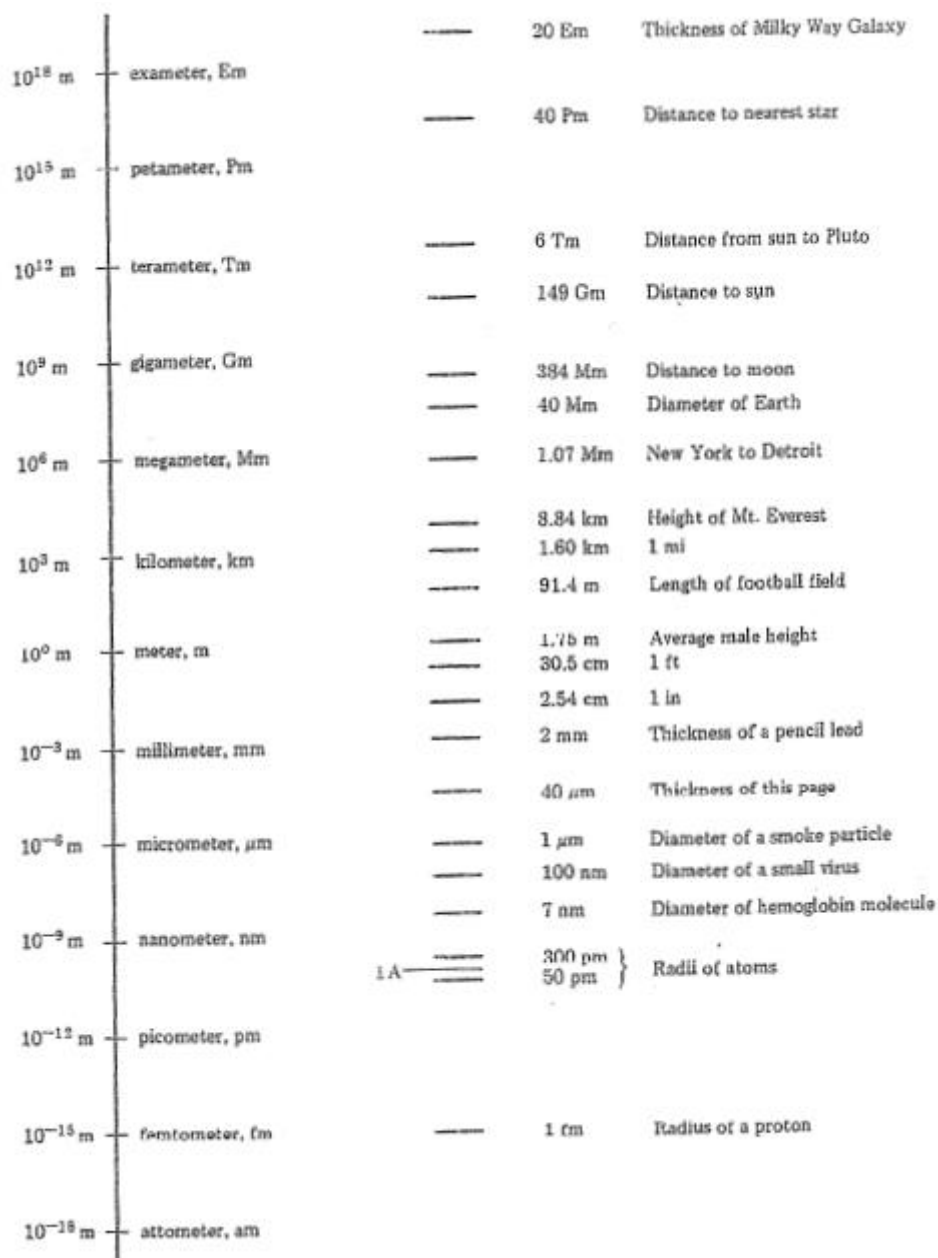 20 Em Thickness of Milky Way Galaxy
10¹⁸ m exameter, Em
40 Pm Distance to nearest star
10¹⁵ m petameter, Pm
6 Tm Distance from sun to Pluto
10¹² m terameter, Tm
149 Gm Distance to sun
10⁹ m gigameter, Gm
384 Mm Distance to moon
40 Mm Diameter of Earth
10⁶ m megameter, Mm
1.07 Mm New York to Detroit
8.84 km Height of Mt. Everest
1.60 km 1 mi
10³ m kilometer, km
91.4 m Length of football field
1.75 m Average male height
10⁰ m meter, m
30.5 cm 1 ft
2.54 cm 1 in
2 mm Thickness of a pencil lead
10⁻³ m millimeter, mm
40 μm Thickness of this page
10⁻⁶ m micrometer, μm
1 μm Diameter of a smoke particle
100 nm Diameter of a small virus
7 nm Diameter of hemoglobin molecule
10⁻⁹ m nanometer, nm
300 pm
1 A
50 pm
} Radii of atoms
10⁻¹² m picometer, pm
10⁻¹⁵ m femtometer, fm
1 fm Radius of a proton
10⁻¹⁸ m attometer, am